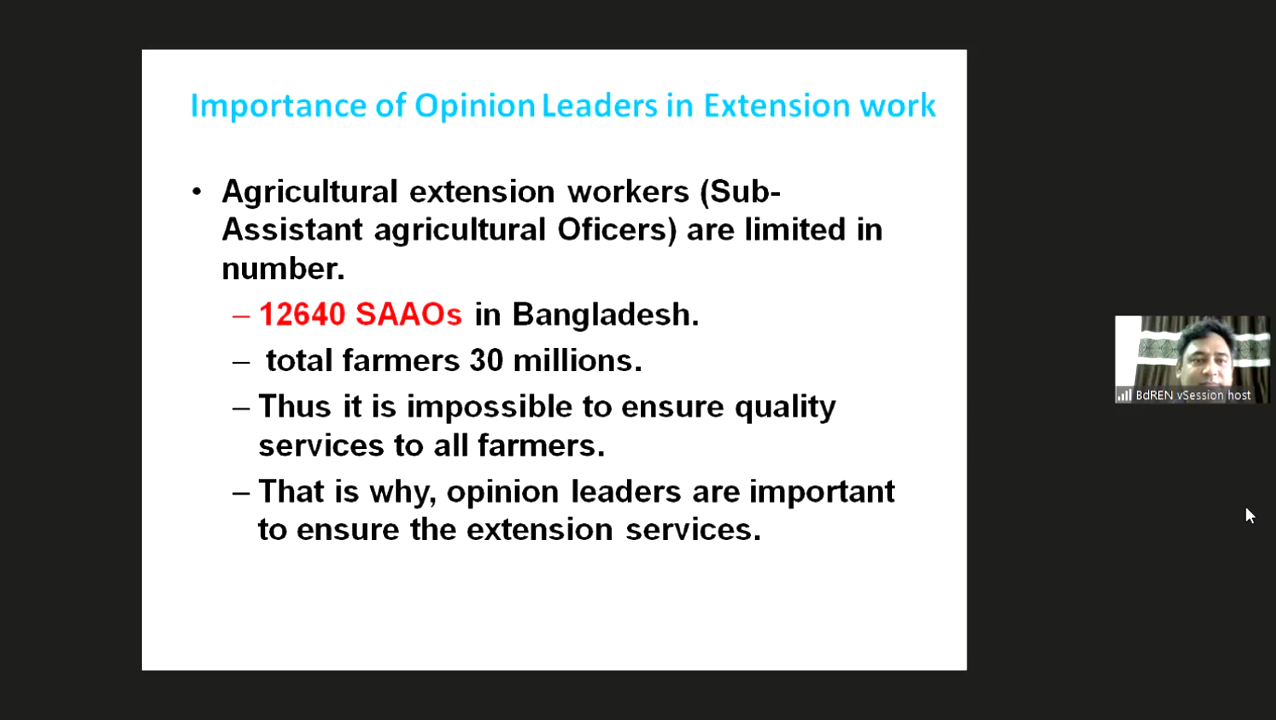 Importance of Opinion Leaders in Extension work
• Agricultural extension workers (Sub-
Assistant agricultural Oficers) are limited in
number.
– 12640 SAAOs in Bangladesh.
– total farmers 30 millions.
– Thus it is impossible to ensure quality
services to all farmers.
– That is why, opinion leaders are important
to ensure the extension services.
BdREN vSession host